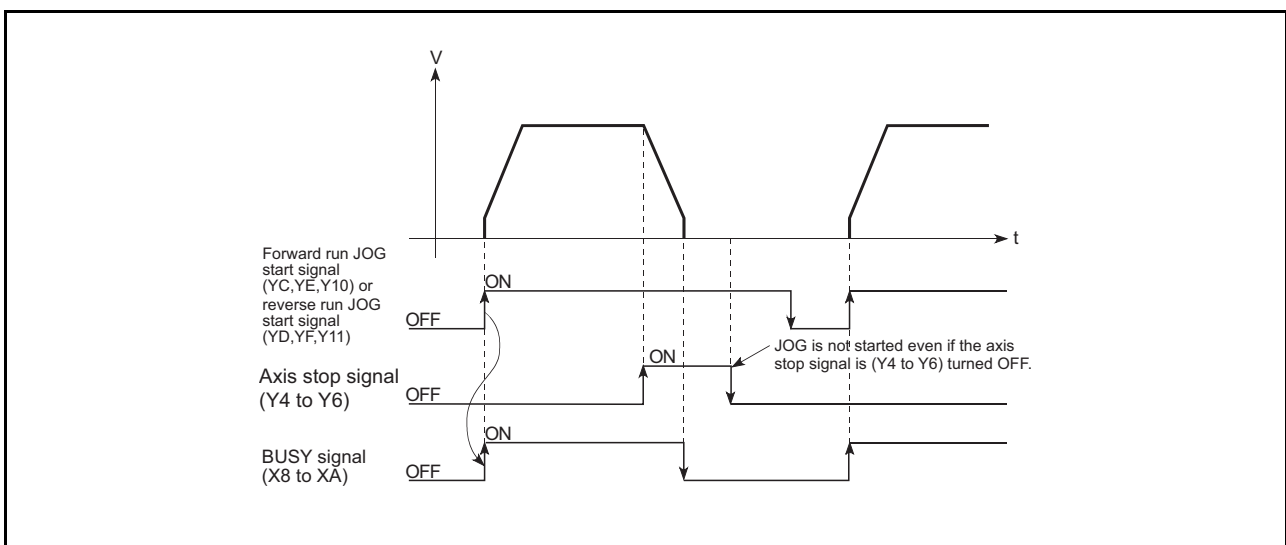 V
t
Forward run JOG
start signal
(YC,YE,Y10) or
reverse run JOG
start signal
(YD,YF,Y11)
ON
OFF
JOG is not started even if the axis
stop signal is (Y4 to Y6) turned OFF.
Axis stop signal
(Y4 to Y6)
ON
OFF
BUSY signal
(X8 to XA)
ON
OFF